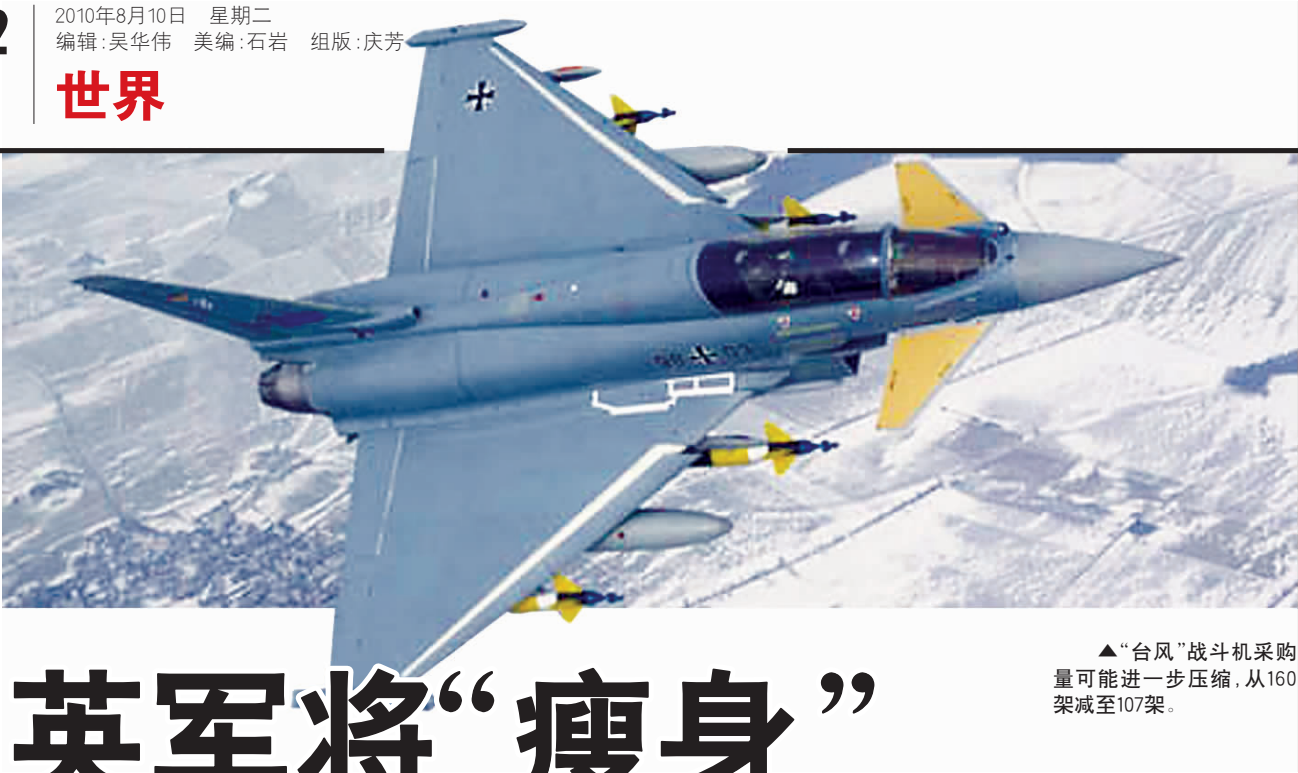 2
2010年8月10日 星期二
编辑:吴华伟 美编:石岩 组版:庆芳
世界
▲“台风”战斗机采购
量可能进一步压缩,从160
架减至107架。
英军将“瘦身”